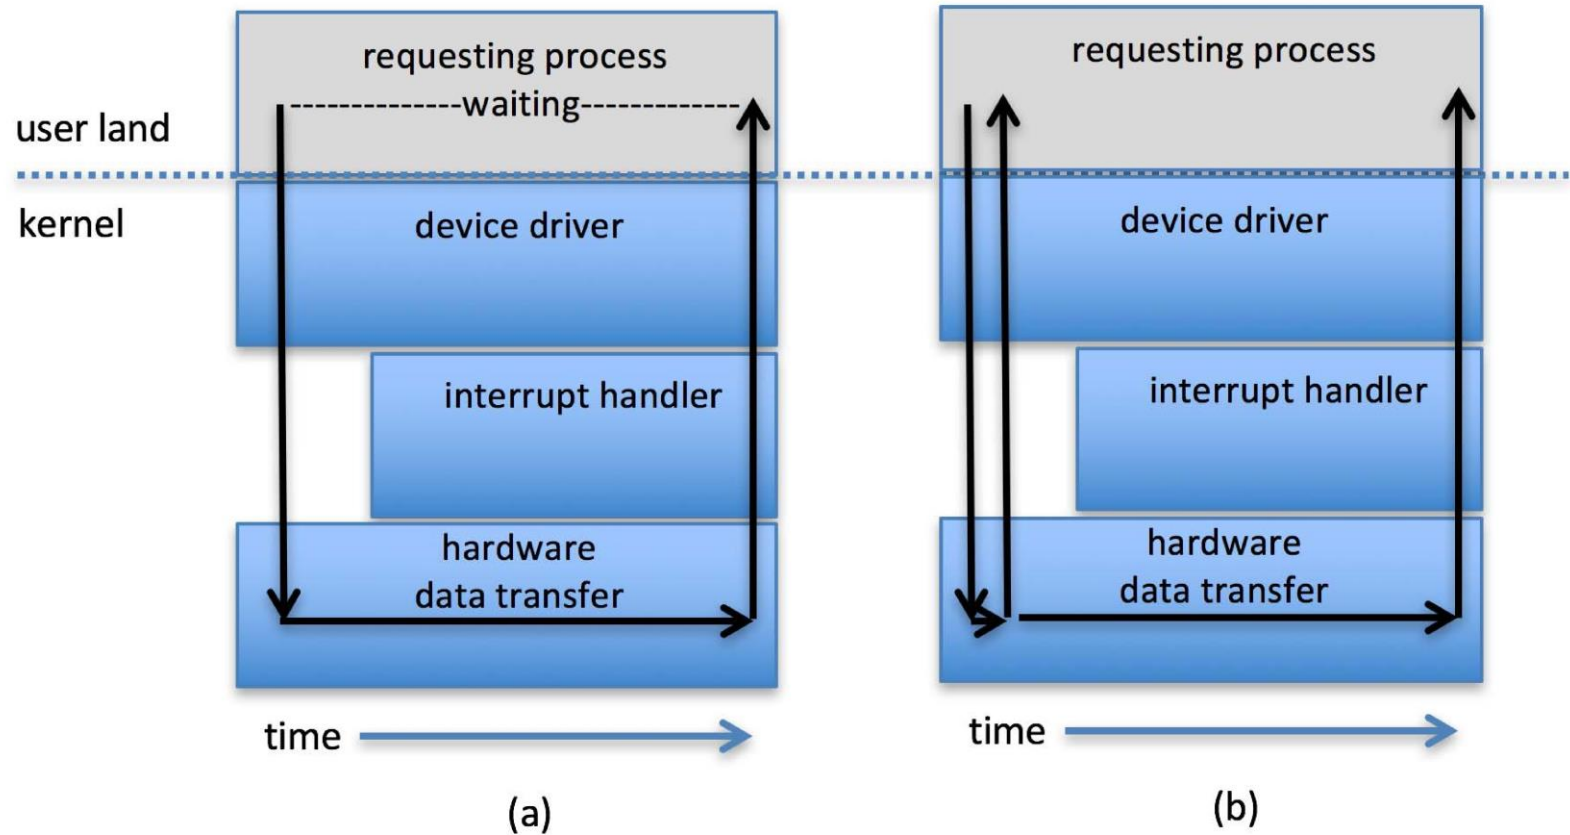 requesting process
------------waiting------------
user land
kernel
device driver
interrupt handler
hardware
data transfer
time
(a)
requesting process
device driver
interrupt handler
hardware
data transfer
time
(b)